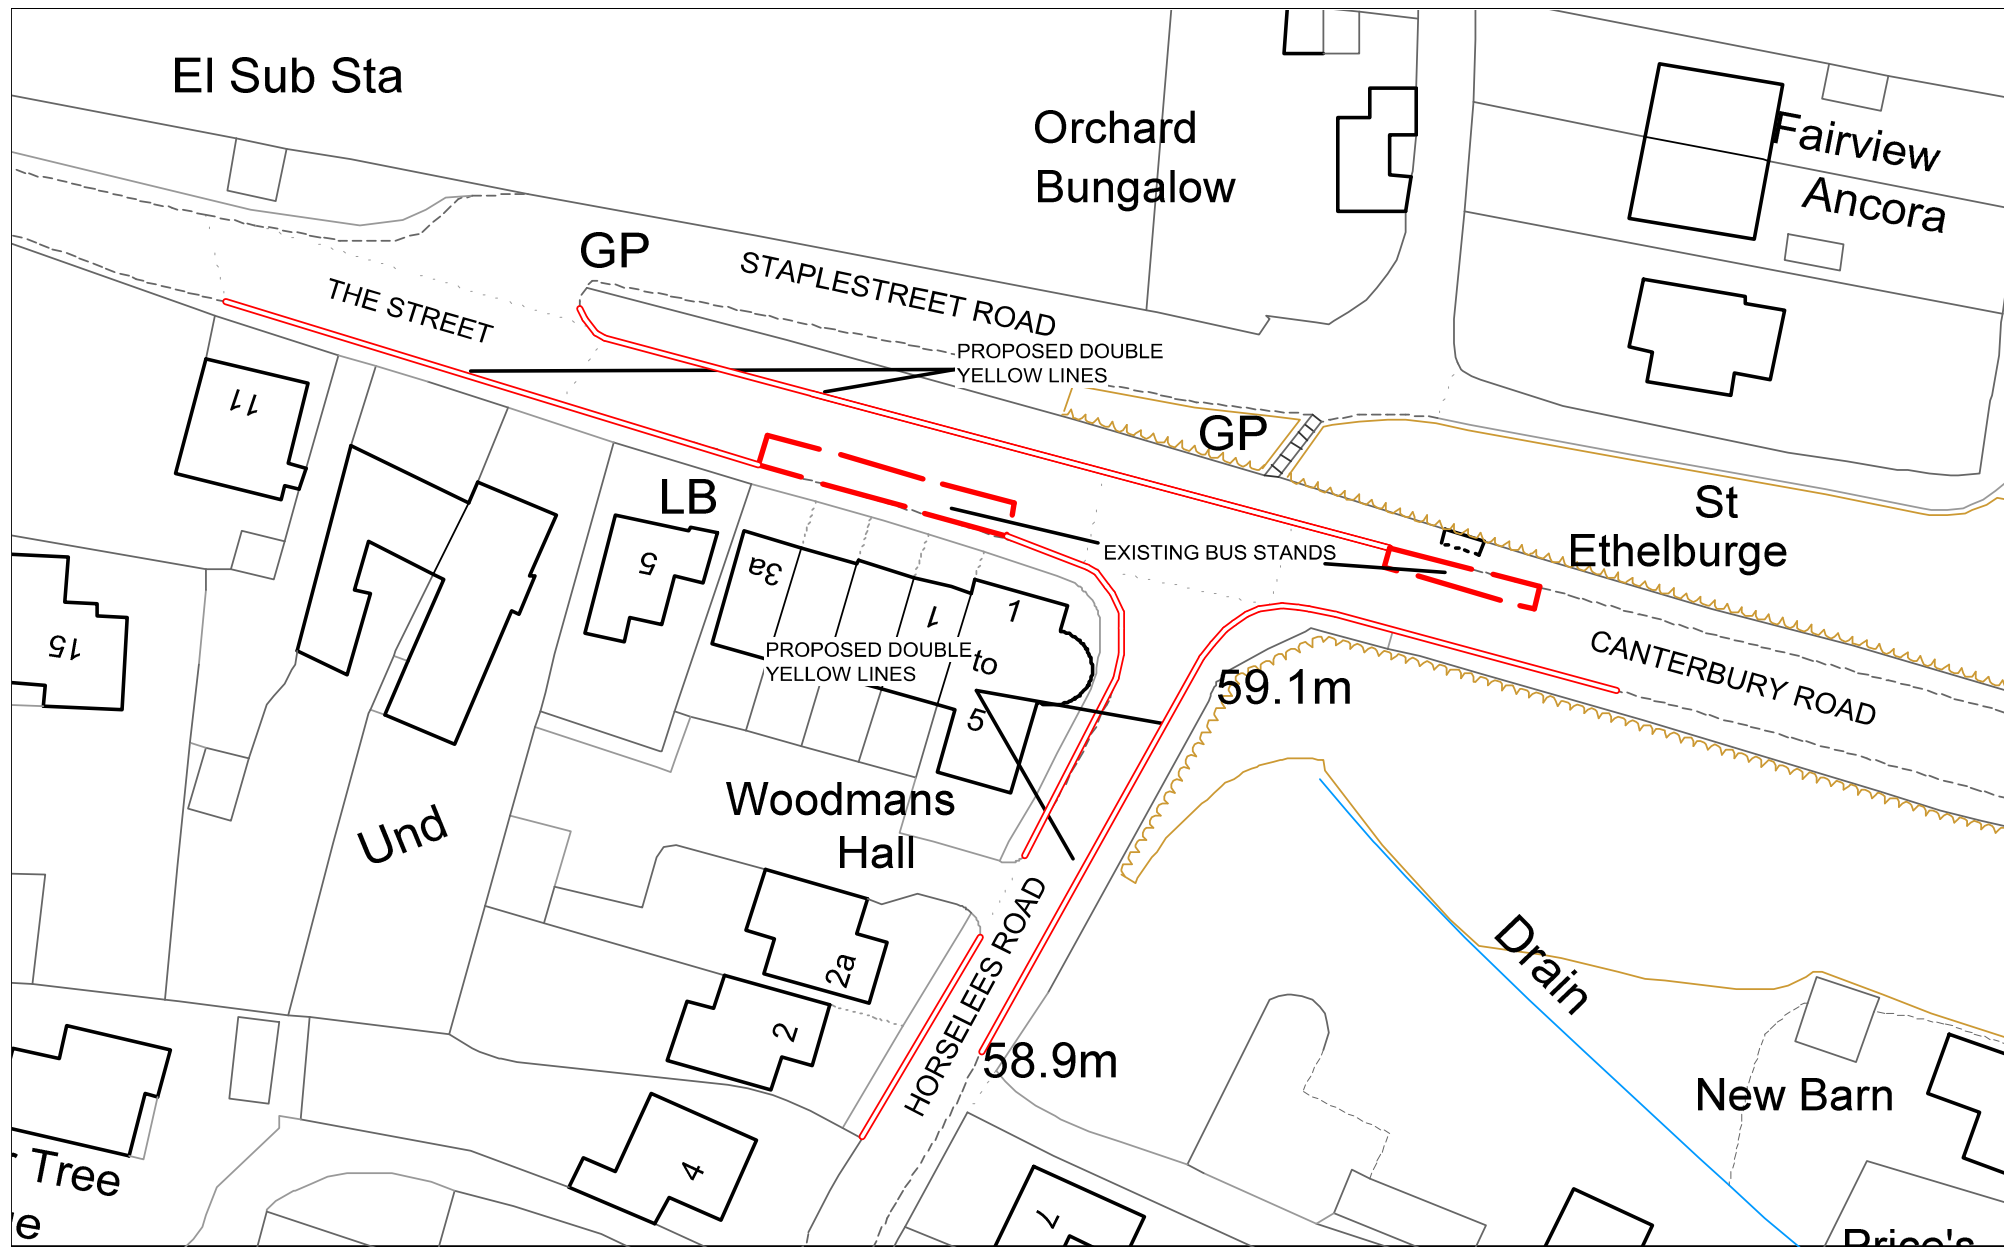 El Sub Sta
Orchard
Bungalow
Fairview
Ancora
GP
STAPLESTREET ROAD
THE STREET
PROPOSED DOUBLE
YELLOW LINES
11
GP
LB
St
Ethelburge
EXISTING BUS STANDS
5
3a
1
1
to
5
15
PROPOSED DOUBLE
YELLOW LINES
CANTERBURY ROAD
59.1m
Woodmans
Hall
Und
HORSELEES ROAD
Drain
2a
2
58.9m
New Barn
4
Tree
7
Price's